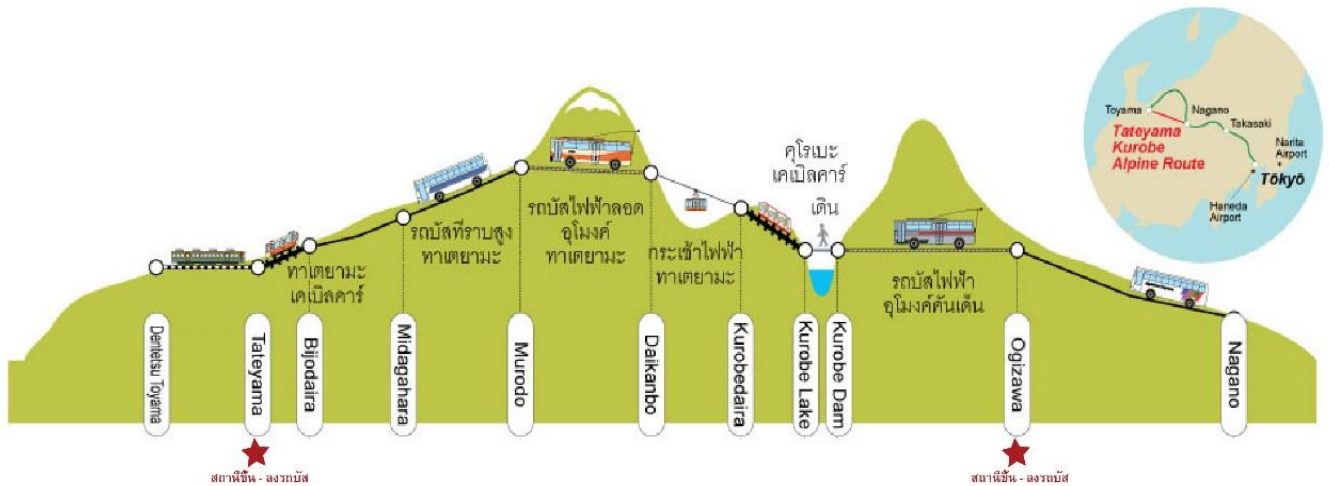 Toyama
Nagano
Takasaki
Tateyama
Kurobe
Alpine Route
Narita
Airport
Tōkyō
Haneda
Airport
คุโรเบะ
เคเบิลคาร์
เดิน
รถบัสที่ราบสูง
ทาเตยามะ
รถบัสไฟฟ้าลอด
อุโมงค์
ทาเตยามะ
กระเช้าไฟฟ้า
ทาเตยามะ
ทาเตยามะ
เคเบิลคาร์
รถบัสไฟฟ้า
อุโมงค์คันเด็น
Dentetsu Toyama
Tateyama
Bijodaira
Midagahara
Murodo
Daikanbo
Kurobedaira
Kurobe Lake
Kurobe Dam
Ogizawa
Nagano
สถานีขึ้น - ลงรถบัส
สถานีขึ้น - ลงรถบัส